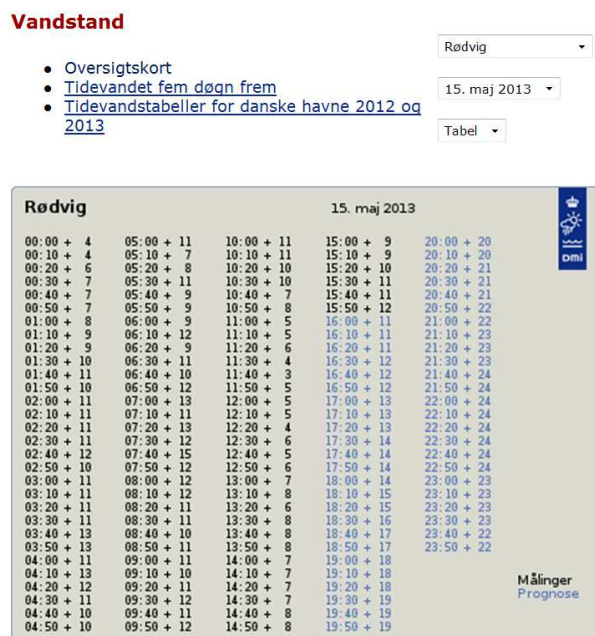 Vandstand
Rødvig
• Oversigtskort
• Tidevandet fem døgn frem
15. maj 2013
• Tidevandstabeller for danske havne 2012 og
2013
Tabel
Rødvig 15. maj 2013
DMI
00:00 + 4 05:00 + 11 10:00 + 11 15:00 + 9 20:00 + 20
00:10 + 4 05:10 + 7 10:10 + 11 15:10 + 9 20:10 + 20
00:20 + 6 05:20 + 8 10:20 + 10 15:20 + 10 20:20 + 21
00:30 + 7 05:30 + 11 10:30 + 10 15:30 + 11 20:30 + 21
00:40 + 7 05:40 + 9 10:40 + 7 15:40 + 11 20:40 + 21
00:50 + 7 05:50 + 9 10:50 + 8 15:50 + 12 20:50 + 22
01:00 + 8 06:00 + 9 11:00 + 5 16:00 + 11 21:00 + 22
01:10 + 9 06:10 + 12 11:10 + 5 16:10 + 11 21:10 + 23
01:20 + 9 06:20 + 9 11:20 + 6 16:20 + 11 21:20 + 23
01:30 + 10 06:30 + 11 11:30 + 4 16:30 + 12 21:30 + 23
01:40 + 11 06:40 + 10 11:40 + 3 16:40 + 12 21:40 + 24
01:50 + 10 06:50 + 12 11:50 + 5 16:50 + 12 21:50 + 24
02:00 + 11 07:00 + 13 12:00 + 5 17:00 + 13 22:00 + 24
02:10 + 11 07:10 + 11 12:10 + 5 17:10 + 13 22:10 + 24
02:20 + 11 07:20 + 13 12:20 + 4 17:20 + 13 22:20 + 24
02:30 + 11 07:30 + 12 12:30 + 6 17:30 + 14 22:30 + 24
02:40 + 12 07:40 + 15 12:40 + 5 17:40 + 14 22:40 + 24
02:50 + 10 07:50 + 12 12:50 + 6 17:50 + 14 22:50 + 24
03:00 + 11 08:00 + 12 13:00 + 7 18:00 + 14 23:00 + 23
03:10 + 11 08:10 + 12 13:10 + 8 18:10 + 15 23:10 + 23
03:20 + 11 08:20 + 11 13:20 + 6 18:20 + 15 23:20 + 23
03:30 + 11 08:30 + 11 13:30 + 8 18:30 + 16 23:30 + 23
03:40 + 13 08:40 + 10 13:40 + 8 18:40 + 17 23:40 + 22
03:50 + 13 08:50 + 11 13:50 + 8 18:50 + 17 23:50 + 22
04:00 + 11 09:00 + 11 14:00 + 7 19:00 + 18
04:10 + 13 09:10 + 10 14:10 + 7 19:10 + 18
04:20 + 12 09:20 + 11 14:20 + 7 19:20 + 18
04:30 + 11 09:30 + 12 14:30 + 7 19:30 + 19
04:40 + 10 09:40 + 11 14:40 + 8 19:40 + 19
04:50 + 10 09:50 + 12 14:50 + 8 19:50 + 19
Målinger
Prognose